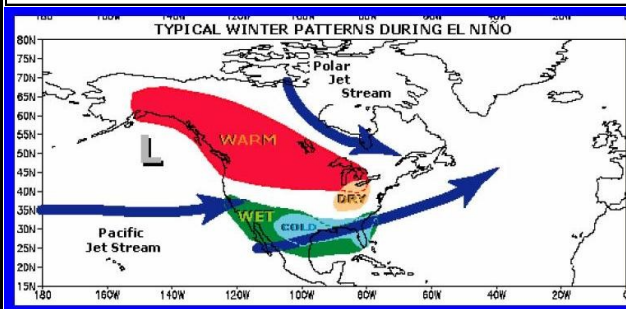 TYPICAL WINTER PATTERNS DURING EL NIÑO
80N
75N
70N
65N
60N
55N
50N
45N
40N
35N
30N
25N
20N
15N
Polar
Jet
Stream
WARM
L
DRY
WET
COLD
Pacific
Jet Stream
180
160W
140W
120W
100W
80W
60W
40W
20W
0